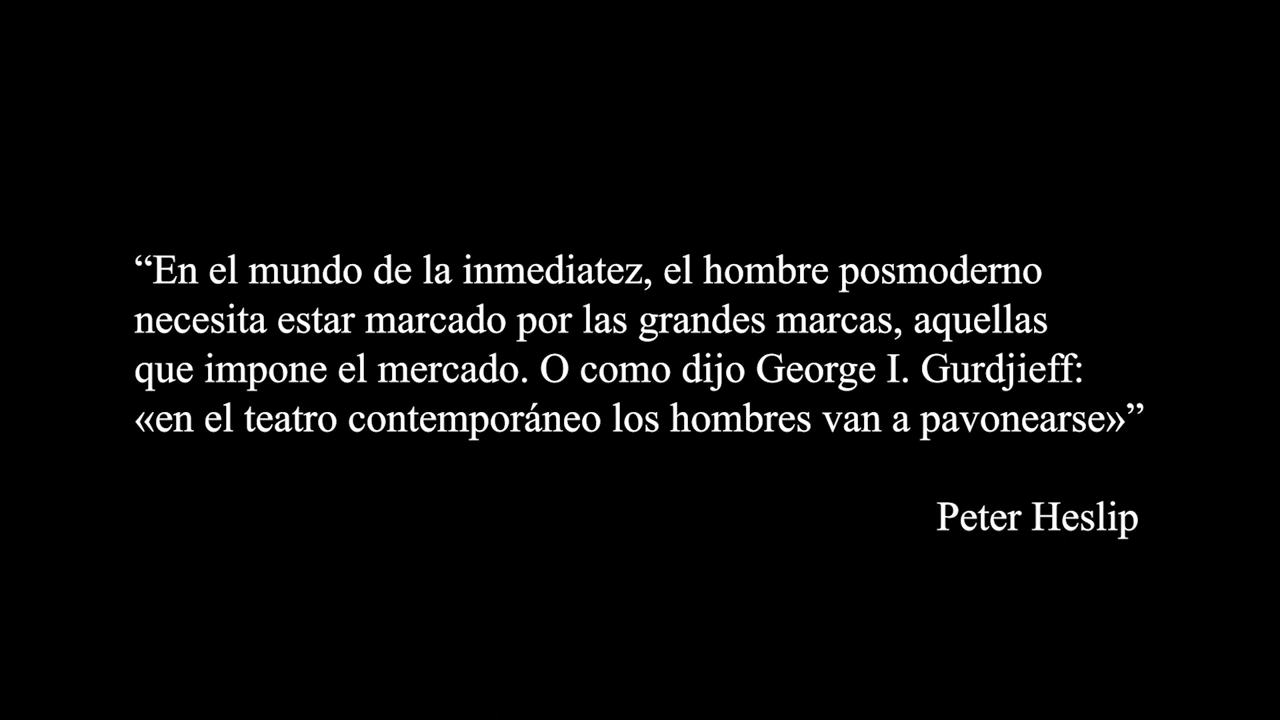 “En el mundo de la inmediatez, el hombre posmoderno
necesita estar marcado por las grandes marcas, aquellas
que impone el mercado. O como dijo George I. Gurdjieff:
«en el teatro contemporáneo los hombres van a pavonearse»”
Peter Heslip